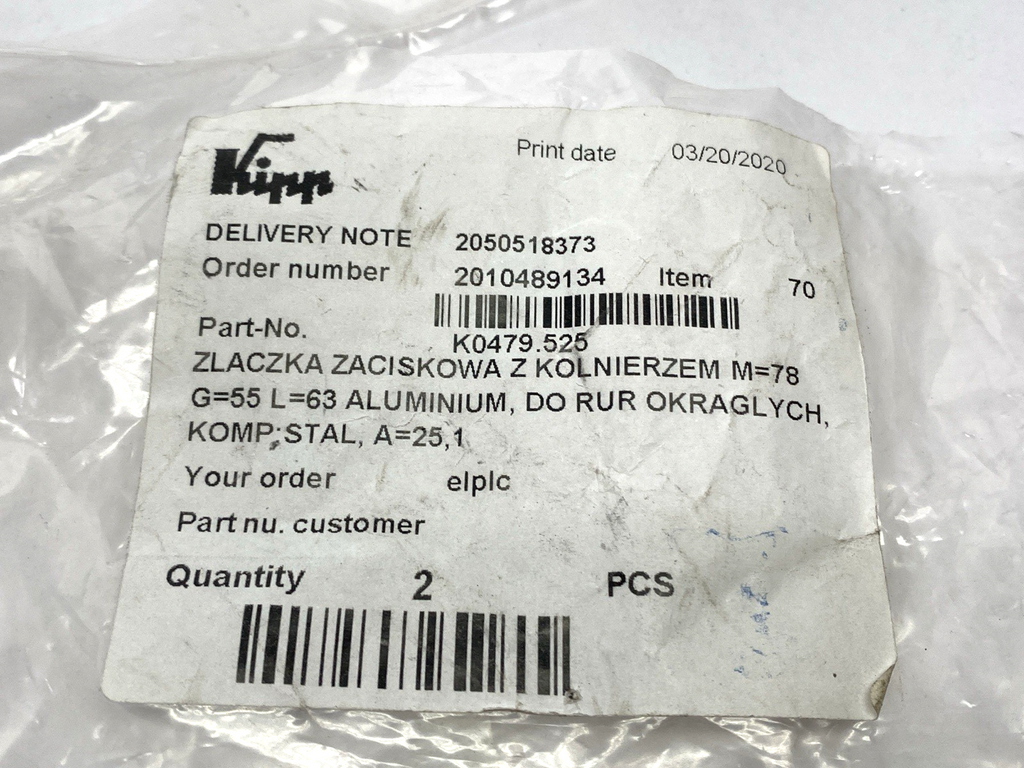 Kipp
Print date 03/20/2020
DELIVERY NOTE 2050518373
Order number 2010489134 Item 70
Part-No. K0479.525
ZLACZKA ZACISKOWA Z KOLNIERZEM M=78
G=55 L=63 ALUMINIUM, DO RUR OKRAGLYCH,
KOMP:STAL, A=25,1
Your order elplc
Part nu. customer
Quantity 2 PCS